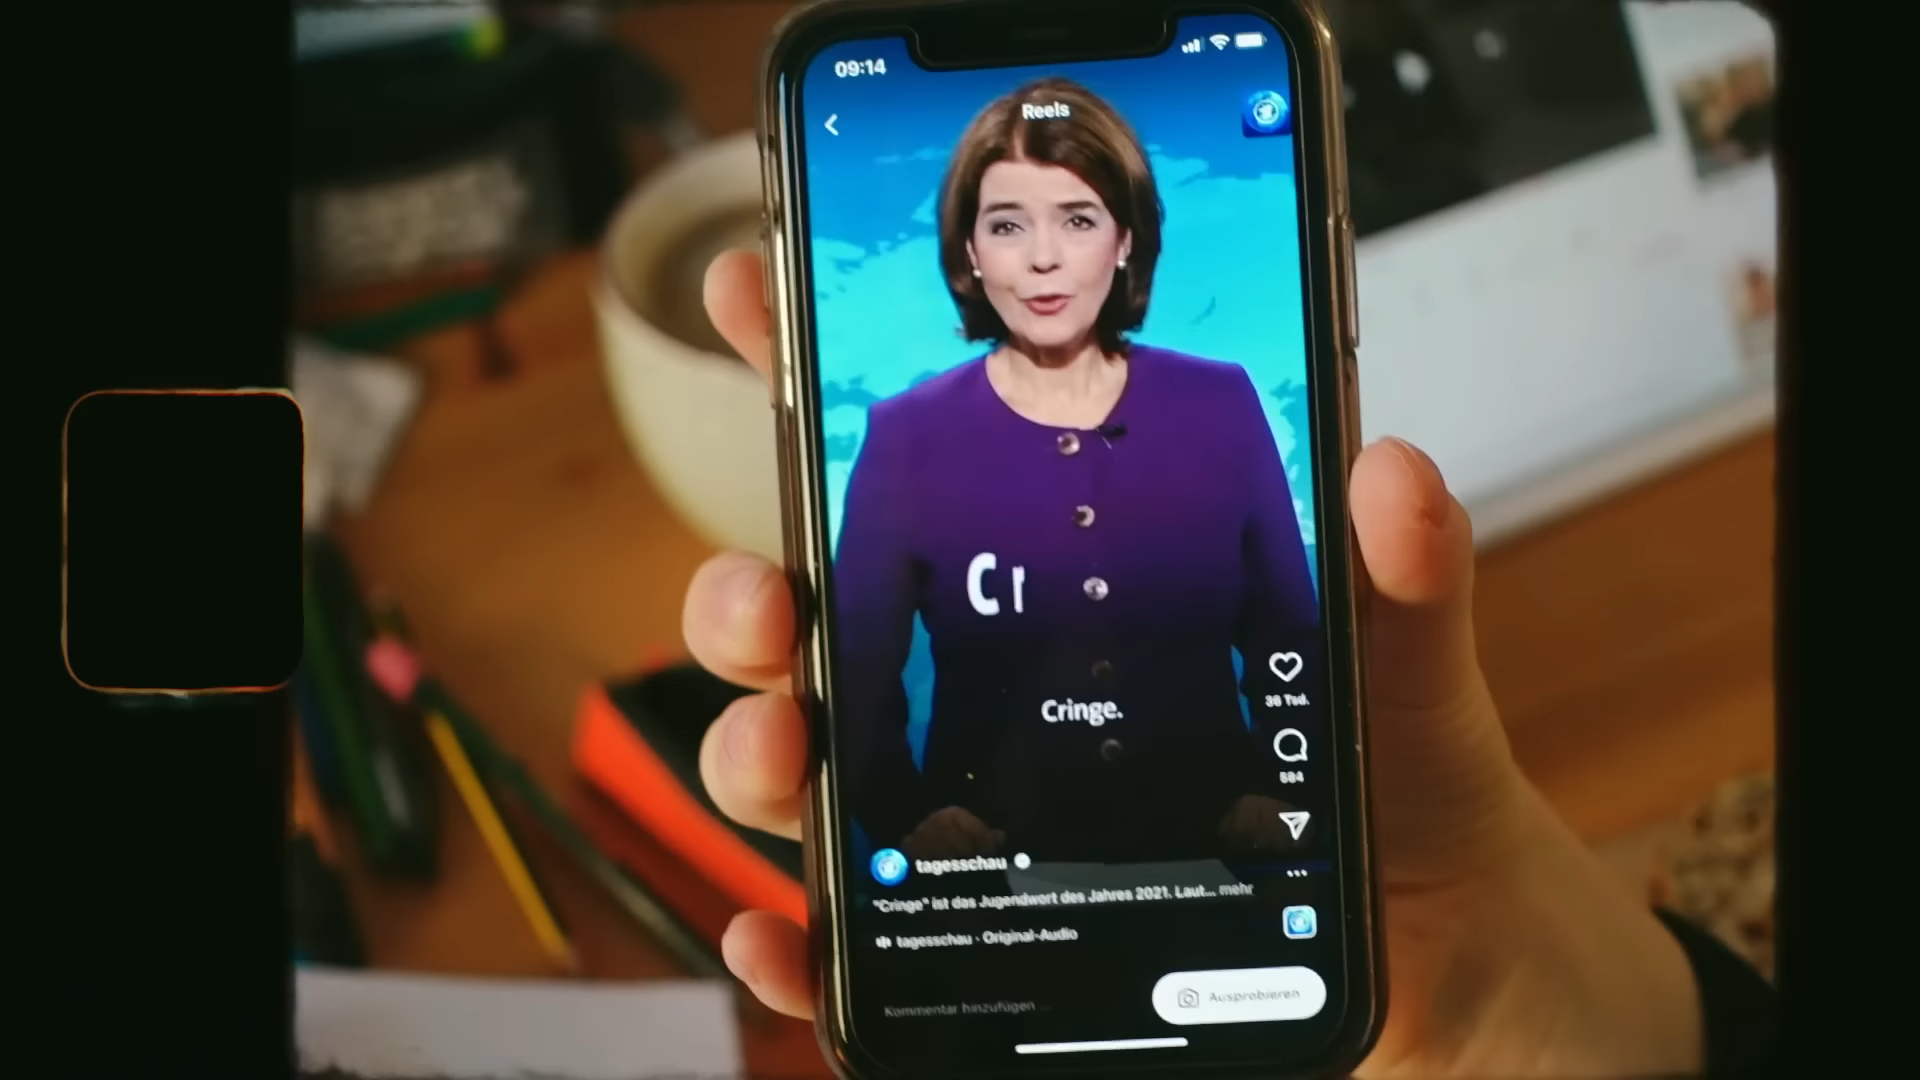 09:14
Reels
Cr
Cringe.
36 Tsd.
584
tagesschau
"Cringe" ist das Jugendwort des Jahres 2021. Laut... mehr
tagesschau · Original-Audio
Kommentar hinzufügen ...
Ausprobieren